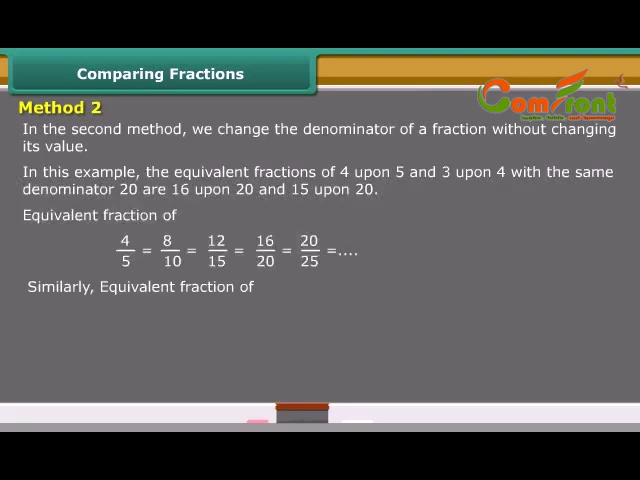 Comparing Fractions
ComFront
Method 2
In the second method, we change the denominator of a fraction without changing
its value.
In this example, the equivalent fractions of 4 upon 5 and 3 upon 4 with the same
denominator 20 are 16 upon 20 and 15 upon 20.
Equivalent fraction of
4/5 = 8/10 = 12/15 = 16/20 = 20/25 =....
Similarly, Equivalent fraction of